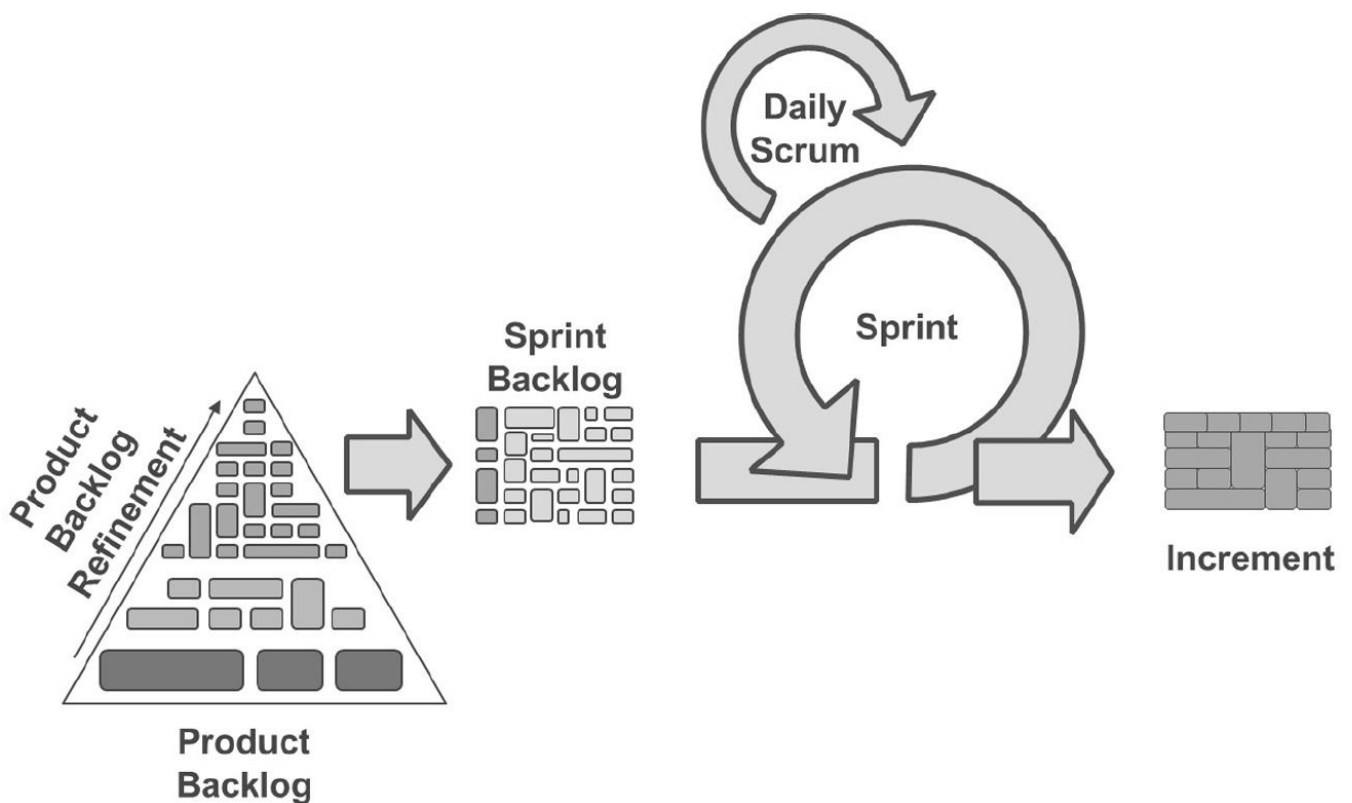 Daily
Scrum
Sprint
Sprint
Backlog
Product
Backlog
Refinement
Increment
Product
Backlog